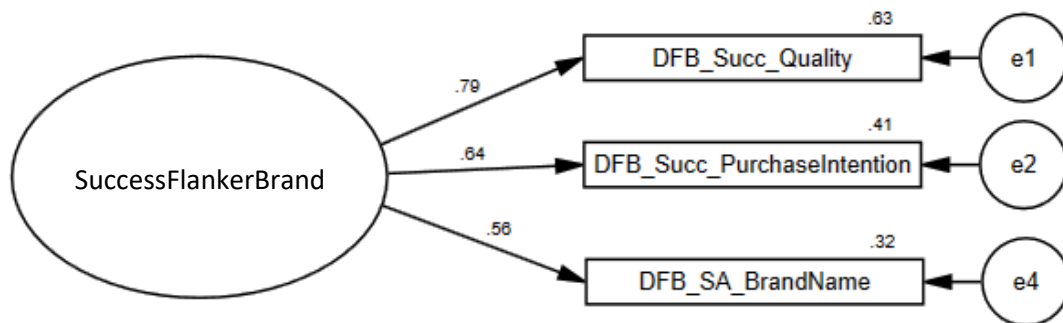 .63
DFB_Succ_Quality
e1
.79
.41
SuccessFlankerBrand
.64
DFB_Succ_PurchaseIntention
e2
.56
.32
DFB_SA_BrandName
e4